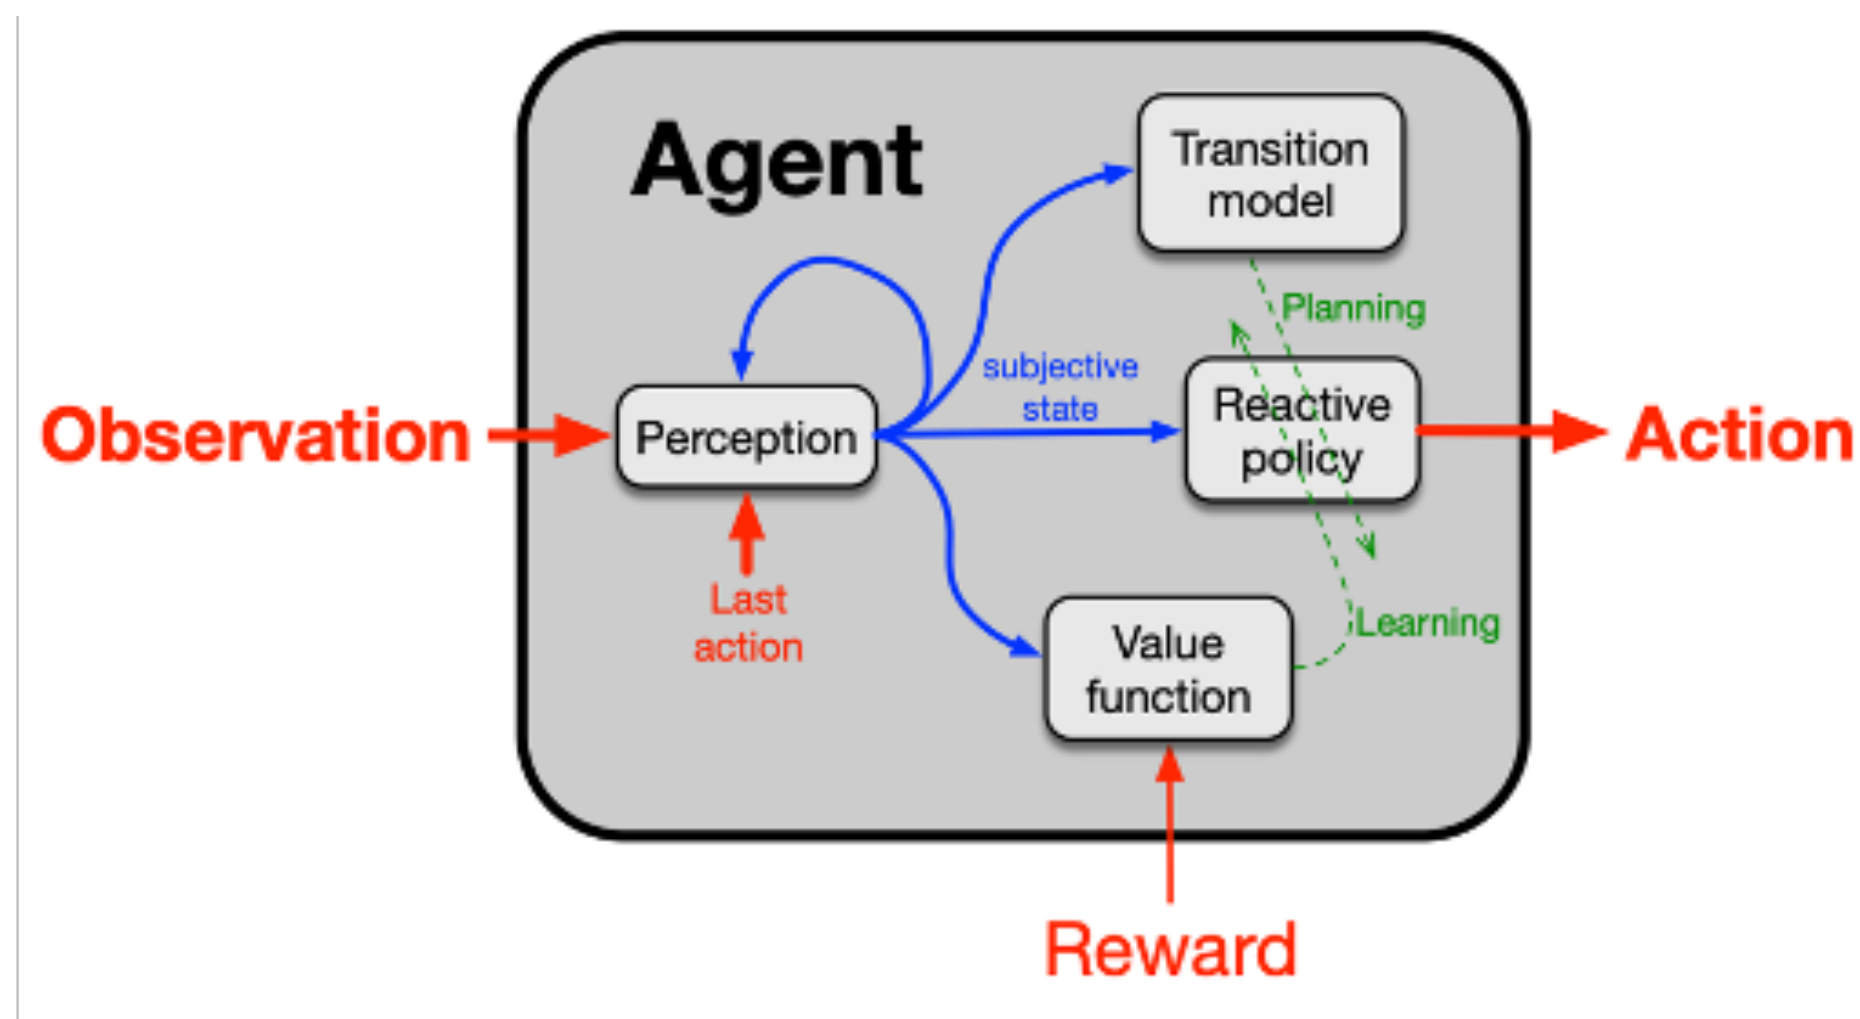 Agent
Transition
model
Planning
subjective
state
Observation
Perception
Reactive
policy
Action
Last
action
Value
function
Learning
Reward